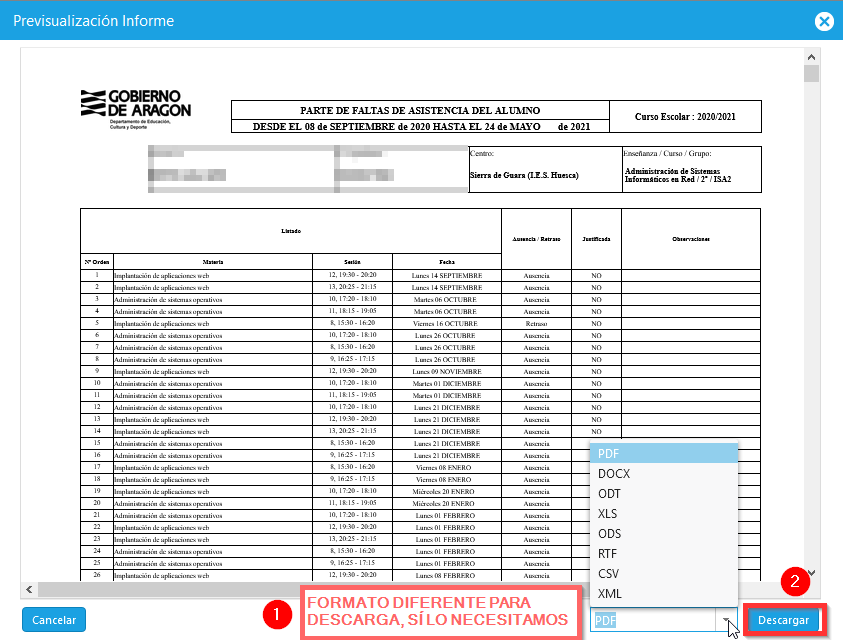 Previsualización Informe
GOBIERNO
DE ARAGON
Departamento de Educación,
Cultura y Deporte
PARTE DE FALTAS DE ASISTENCIA DEL ALUMNO
DESDE EL 08 de SEPTIEMBRE de 2020 HASTA EL 24 de MAYO de 2021
Curso Escolar : 2020/2021
Centro:
Sierra de Guara (I.E.S. Huesca)
Enseñanza / Curso / Grupo:
Administración de Sistemas
Informáticos en Red / 2º / ISA2
Listado Ausencia / Retraso Justificada Observaciones
Nº Orden Materia Sesión Fecha
1 Implantación de aplicaciones web 12, 19:30 - 20:20 Lunes 14 SEPTIEMBRE Ausencia NO
2 Implantación de aplicaciones web 13, 20:25 - 21:15 Lunes 14 SEPTIEMBRE Ausencia NO
3 Administración de sistemas operativos 10, 17:20 - 18:10 Martes 06 OCTUBRE Ausencia NO
4 Administración de sistemas operativos 11, 18:15 - 19:05 Martes 06 OCTUBRE Ausencia NO
5 Implantación de aplicaciones web 8, 15:30 - 16:20 Viernes 16 OCTUBRE Retraso NO
6 Administración de sistemas operativos 10, 17:20 - 18:10 Lunes 26 OCTUBRE Ausencia NO
7 Administración de sistemas operativos 8, 15:30 - 16:20 Lunes 26 OCTUBRE Ausencia NO
8 Administración de sistemas operativos 9, 16:25 - 17:15 Lunes 26 OCTUBRE Ausencia NO
9 Implantación de aplicaciones web 12, 19:30 - 20:20 Lunes 09 NOVIEMBRE Ausencia NO
10 Administración de sistemas operativos 10, 17:20 - 18:10 Martes 01 DICIEMBRE Ausencia NO
11 Administración de sistemas operativos 11, 18:15 - 19:05 Martes 01 DICIEMBRE Ausencia NO
12 Administración de sistemas operativos 10, 17:20 - 18:10 Lunes 21 DICIEMBRE Ausencia NO
13 Implantación de aplicaciones web 12, 19:30 - 20:20 Lunes 21 DICIEMBRE Ausencia NO
14 Implantación de aplicaciones web 13, 20:25 - 21:15 Lunes 21 DICIEMBRE Ausencia NO
15 Administración de sistemas operativos 8, 15:30 - 16:20 Lunes 21 DICIEMBRE Ausencia
16 Administración de sistemas operativos 9, 16:25 - 17:15 Lunes 21 DICIEMBRE Ausencia
17 Implantación de aplicaciones web 8, 15:30 - 16:20 Viernes 08 ENERO Ausencia
18 Implantación de aplicaciones web 9, 16:25 - 17:15 Viernes 08 ENERO Ausencia
19 Administración de sistemas operativos 10, 17:20 - 18:10 Miércoles 20 ENERO Ausencia
20 Administración de sistemas operativos 11, 18:15 - 19:05 Miércoles 20 ENERO Ausencia
21 Administración de sistemas operativos 10, 17:20 - 18:10 Lunes 01 FEBRERO Ausencia
22 Implantación de aplicaciones web 12, 19:30 - 20:20 Lunes 01 FEBRERO Ausencia
23 Implantación de aplicaciones web 13, 20:25 - 21:15 Lunes 01 FEBRERO Ausencia
24 Administración de sistemas operativos 8, 15:30 - 16:20 Lunes 01 FEBRERO Ausencia
25 Administración de sistemas operativos 9, 16:25 - 17:15 Lunes 01 FEBRERO Ausencia
26 Implantación de aplicaciones web 12, 19:30 - 20:20 Lunes 08 FEBRERO Ausencia
PDF
DOCX
ODT
XLS
ODS
RTF
CSV
XML
Cancelar
1
FORMATO DIFERENTE PARA
DESCARGA, SÍ LO NECESITAMOS
PDF
2
Descargar